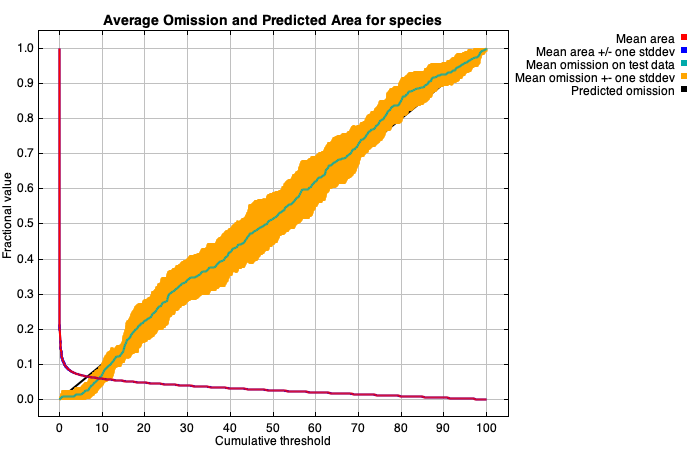 Average Omission and Predicted Area for species
Mean area
Mean area +/- one stddev
Mean omission on test data
Mean omission +- one stddev
Predicted omission
Fractional value
1.0
0.9
0.8
0.7
0.6
0.5
0.4
0.3
0.2
0.1
0.0
0 10 20 30 40 50 60 70 80 90 100
Cumulative threshold